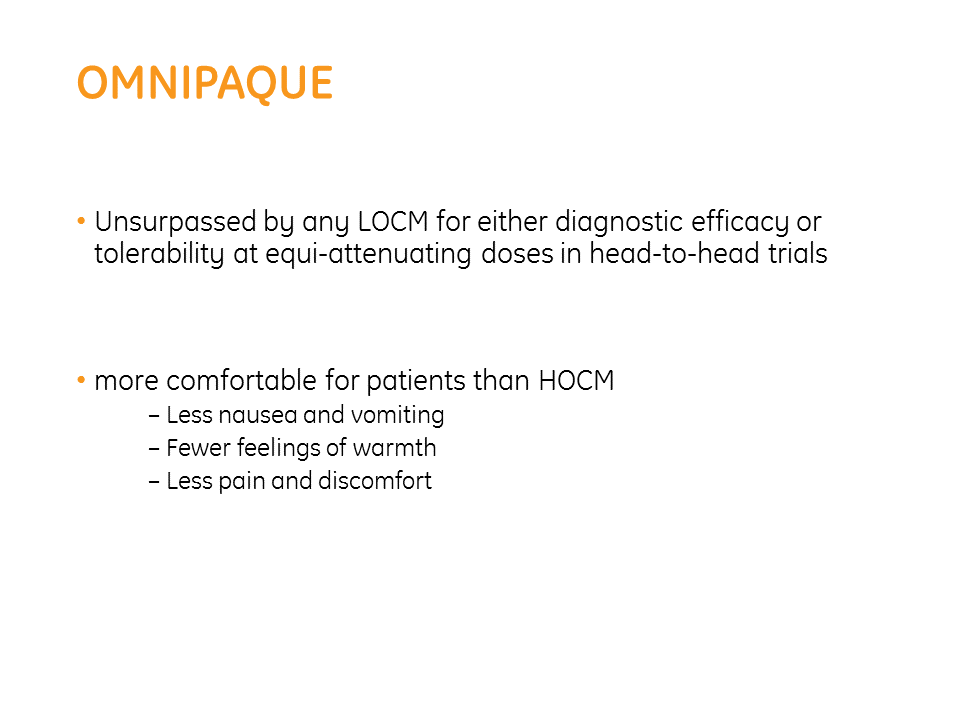 OMNIPAQUE
• Unsurpassed by any LOCM for either diagnostic efficacy or
tolerability at equi-attenuating doses in head-to-head trials
• more comfortable for patients than HOCM
– Less nausea and vomiting
– Fewer feelings of warmth
– Less pain and discomfort